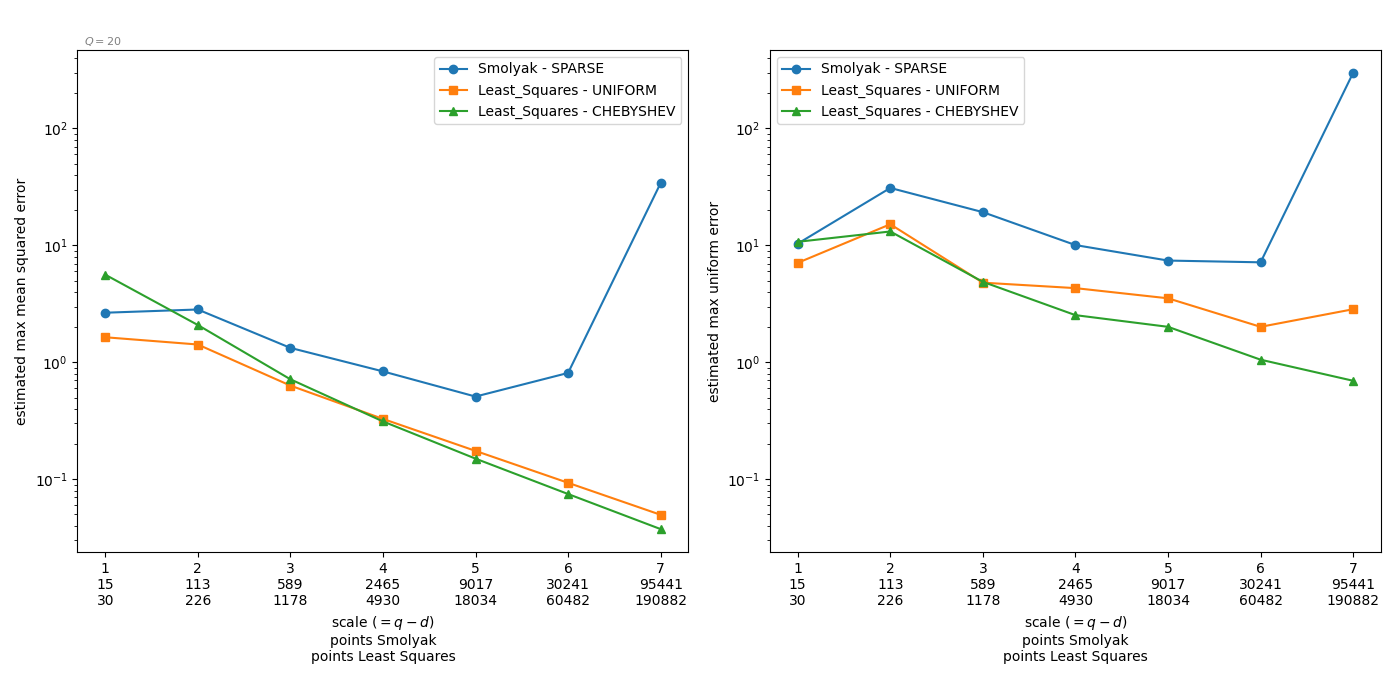 Q = 20
Smolyak - SPARSE
Least_Squares - UNIFORM
Least_Squares - CHEBYSHEV
estimated max mean squared error
10²
10¹
10⁰
10⁻¹
1 2 3 4 5 6 7
15 113 589 2465 9017 30241 95441
30 226 1178 4930 18034 60482 190882
scale (= q − d)
points Smolyak
points Least Squares
Smolyak - SPARSE
Least_Squares - UNIFORM
Least_Squares - CHEBYSHEV
estimated max uniform error
10²
10¹
10⁰
10⁻¹
1 2 3 4 5 6 7
15 113 589 2465 9017 30241 95441
30 226 1178 4930 18034 60482 190882
scale (= q − d)
points Smolyak
points Least Squares